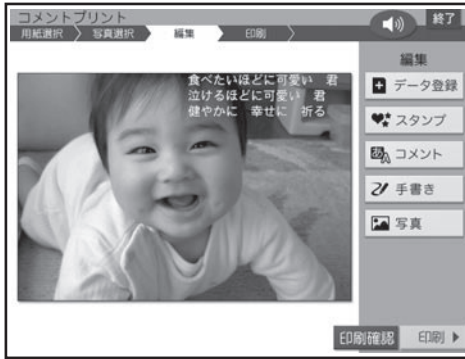 コメントプリント
終了
用紙選択
写真選択
編集
印刷
食べたいほどに可愛い 君
泣けるほどに可愛い 君
健やかに 幸せに 祈る
編集
データ登録
スタンプ
あA コメント
手書き
写真
印刷確認
印刷